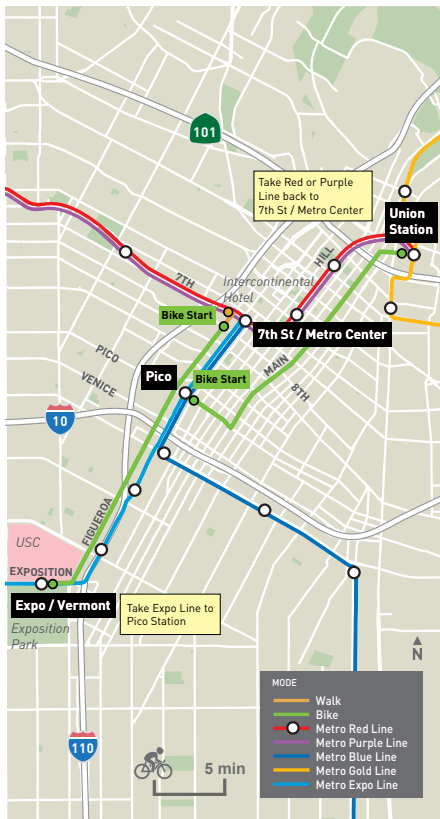 101
Take Red or Purple
Line back to
7th St / Metro Center
Union
Station
HILL
7TH
Intercontinental
Hotel
Bike Start
7th St / Metro Center
PICO
VENICE
Pico
Bike Start
MAIN
8TH
10
FIGUEROA
USC
EXPOSITION
Expo / Vermont
Take Expo Line to
Pico Station
Exposition
Park
N
110
5 min
MODE
Walk
Bike
Metro Red Line
Metro Purple Line
Metro Blue Line
Metro Gold Line
Metro Expo Line